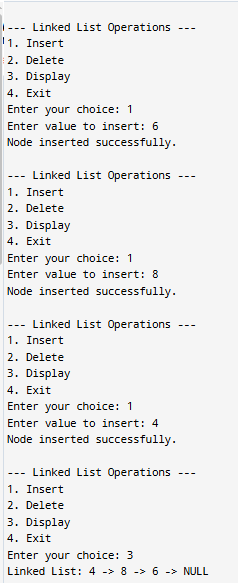 --- Linked List Operations ---
1. Insert
2. Delete
3. Display
4. Exit
Enter your choice: 1
Enter value to insert: 6
Node inserted successfully.

--- Linked List Operations ---
1. Insert
2. Delete
3. Display
4. Exit
Enter your choice: 1
Enter value to insert: 8
Node inserted successfully.

--- Linked List Operations ---
1. Insert
2. Delete
3. Display
4. Exit
Enter your choice: 1
Enter value to insert: 4
Node inserted successfully.

--- Linked List Operations ---
1. Insert
2. Delete
3. Display
4. Exit
Enter your choice: 3
Linked List: 4 -> 8 -> 6 -> NULL